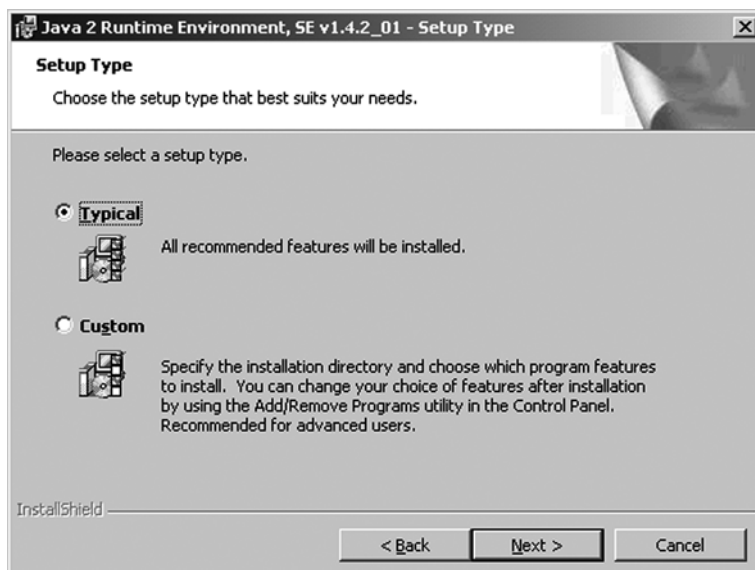 Java 2 Runtime Environment, SE v1.4.2_01 - Setup Type
Setup Type
Choose the setup type that best suits your needs.
Please select a setup type.
Typical
All recommended features will be installed.
Custom
Specify the installation directory and choose which program features
to install. You can change your choice of features after installation
by using the Add/Remove Programs utility in the Control Panel.
Recommended for advanced users.
InstallShield
< Back
Next >
Cancel